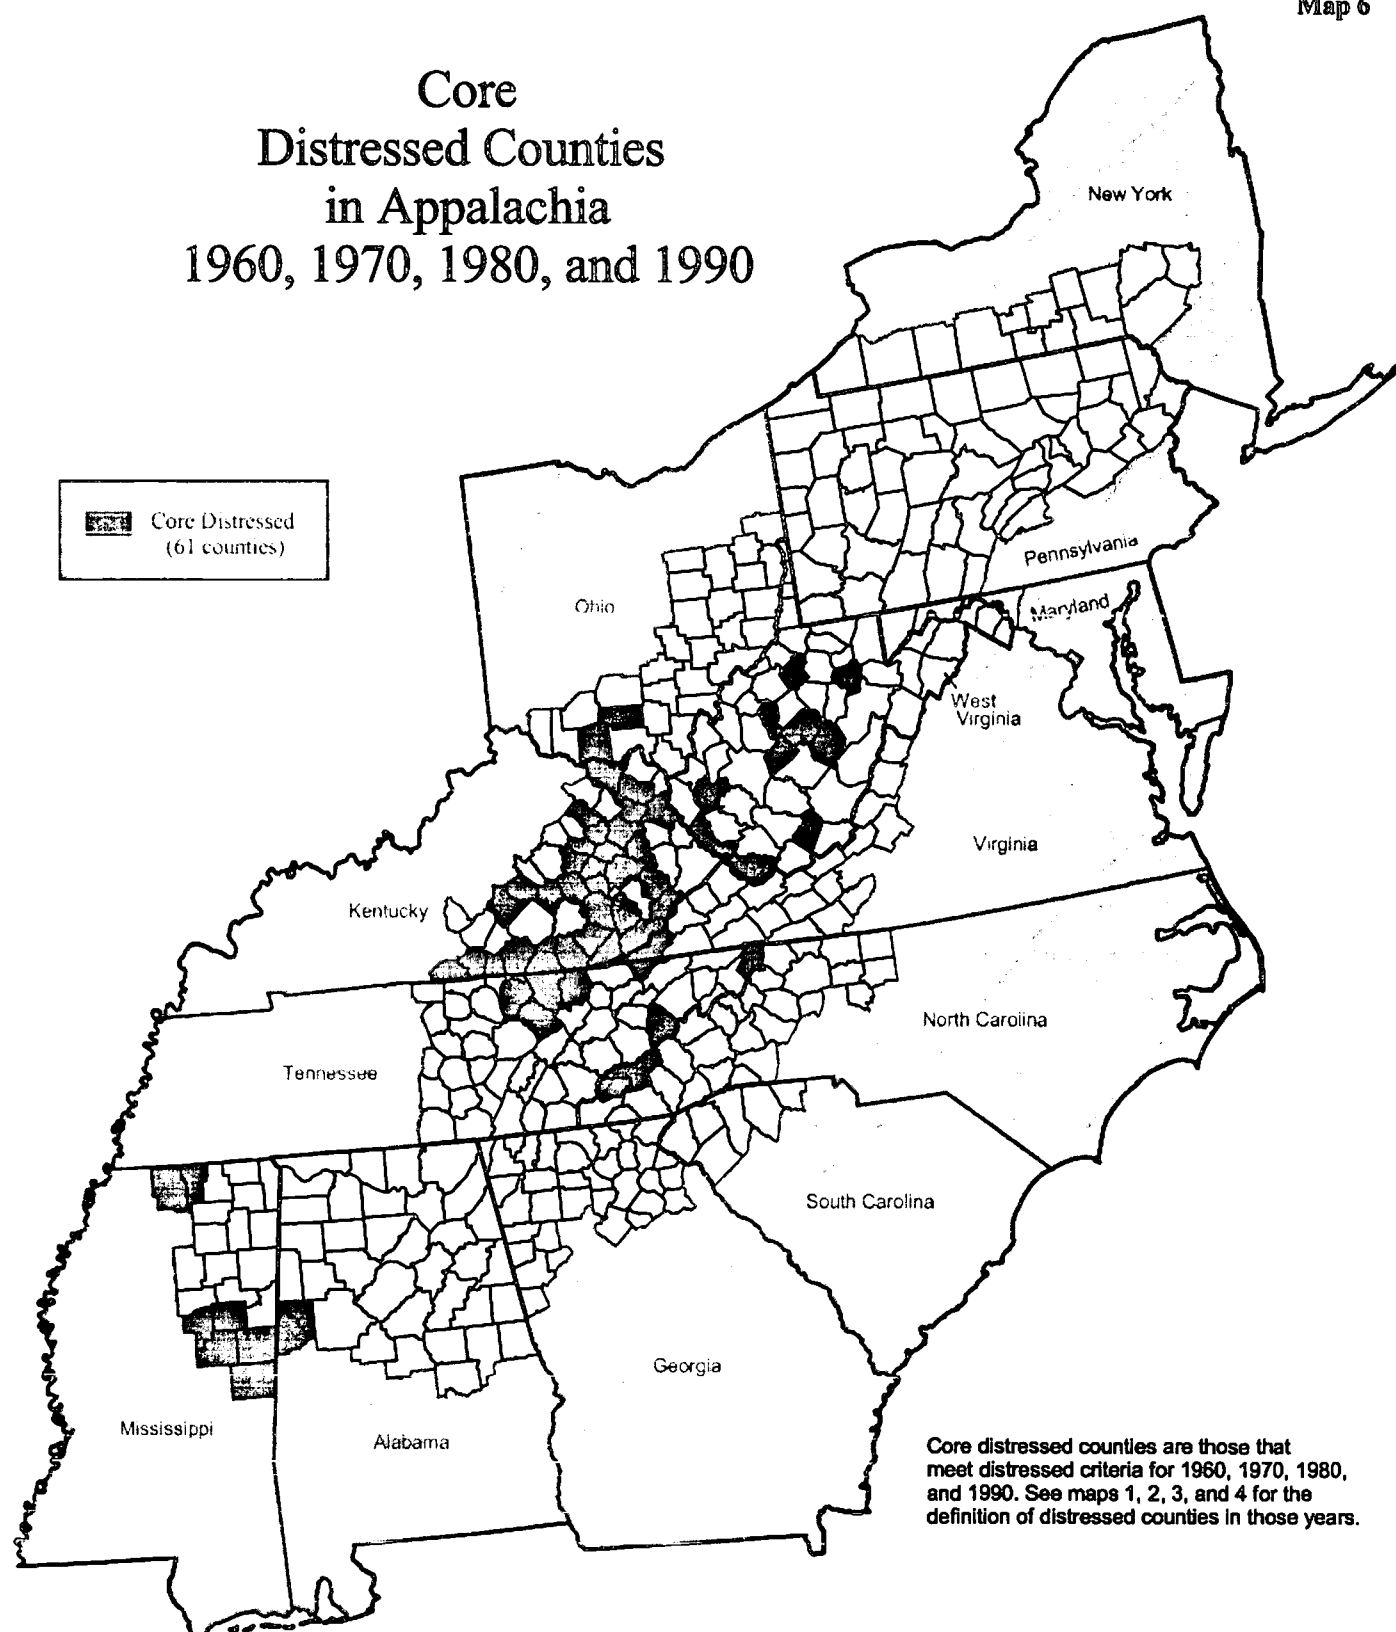 Map 6
Core
Distressed Counties
in Appalachia
1960, 1970, 1980, and 1990
New York
Core Distressed
(61 counties)
Pennsylvania
Ohio
Maryland
West
Virginia
Virginia
Kentucky
North Carolina
Tennessee
South Carolina
Georgia
Mississippi
Alabama
Core distressed counties are those that
meet distressed criteria for 1960, 1970, 1980,
and 1990. See maps 1, 2, 3, and 4 for the
definition of distressed counties in those years.